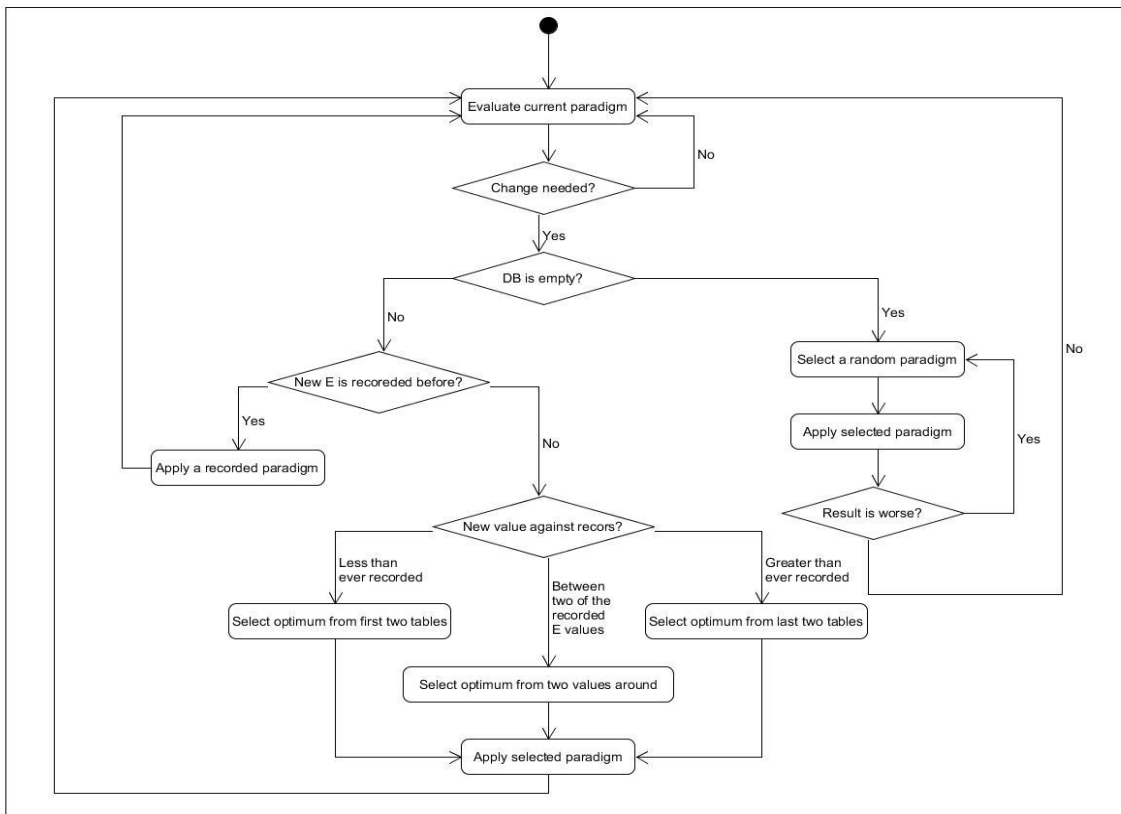 Evaluate current paradigm
No
Change needed?
Yes
DB is empty?
No
Yes
Select a random paradigm
No
New E is recoreded before?
Yes
No
Apply selected paradigm
Yes
Apply a recorded paradigm
New value against recors?
Result is worse?
Less than
ever recorded
Between
two of the
recorded
E values
Greater than
ever recorded
Select optimum from first two tables
Select optimum from last two tables
Select optimum from two values around
Apply selected paradigm